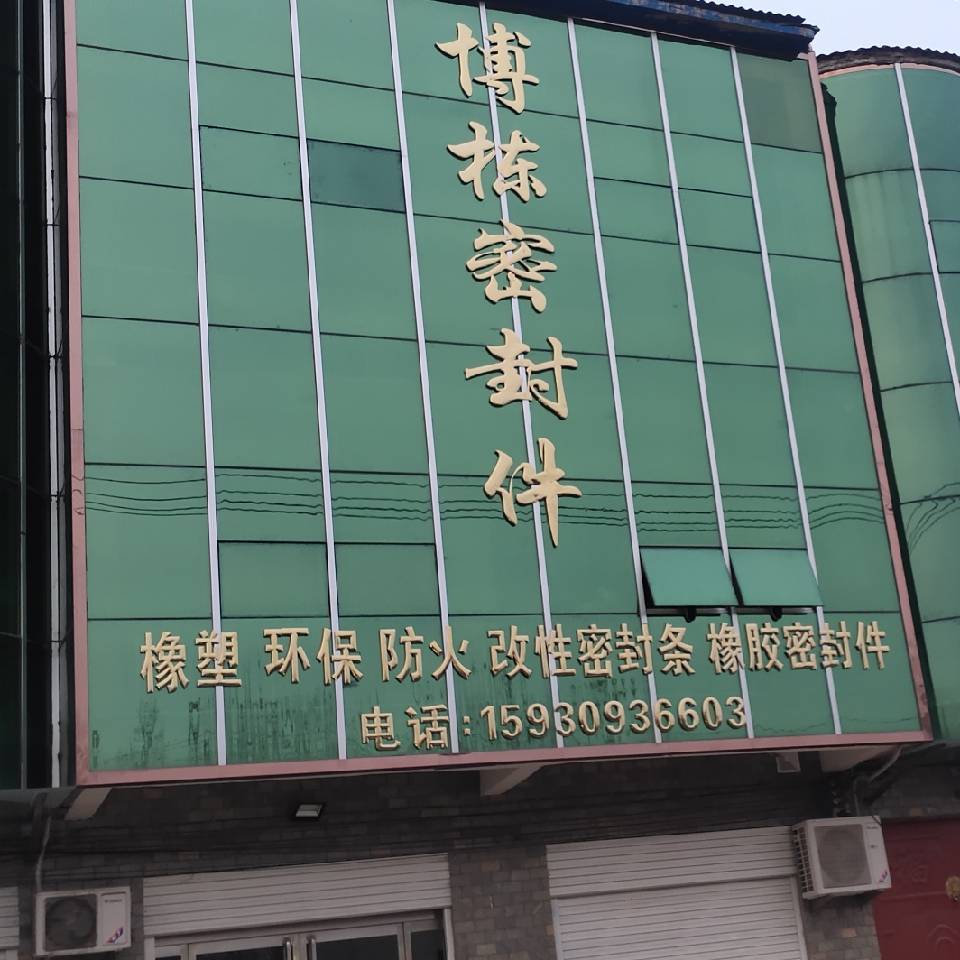 博栋密封件
橡塑 环保 防火 改性密封条 橡胶密封件
电话:15930936603